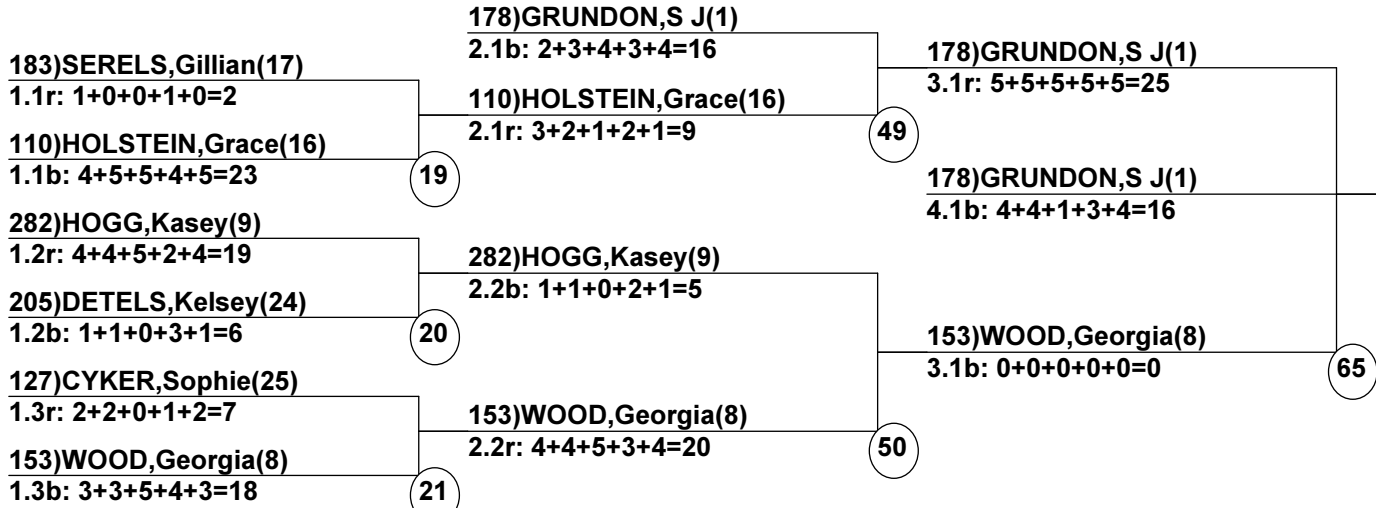 183)SERELS,Gillian(17)
1.1r: 1+0+0+1+0=2
110)HOLSTEIN,Grace(16)
1.1b: 4+5+5+4+5=23
19
282)HOGG,Kasey(9)
1.2r: 4+4+5+2+4=19
205)DETELS,Kelsey(24)
1.2b: 1+1+0+3+1=6
20
127)CYKER,Sophie(25)
1.3r: 2+2+0+1+2=7
153)WOOD,Georgia(8)
1.3b: 3+3+5+4+3=18
21
178)GRUNDON,S J(1)
2.1b: 2+3+4+3+4=16
110)HOLSTEIN,Grace(16)
2.1r: 3+2+1+2+1=9
49
282)HOGG,Kasey(9)
2.2b: 1+1+0+2+1=5
153)WOOD,Georgia(8)
2.2r: 4+4+5+3+4=20
50
178)GRUNDON,S J(1)
3.1r: 5+5+5+5+5=25
178)GRUNDON,S J(1)
4.1b: 4+4+1+3+4=16
153)WOOD,Georgia(8)
3.1b: 0+0+0+0+0=0
65